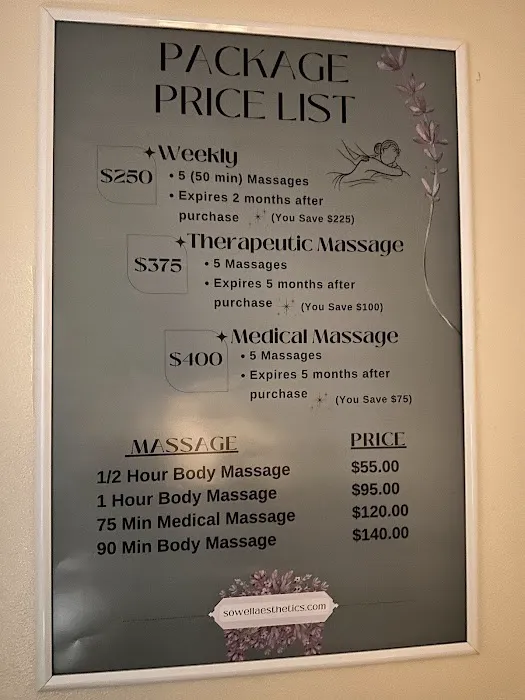 PACKAGE
PRICE LIST
Weekly
$250
• 5 (50 min) Massages
• Expires 2 months after
purchase (You Save $225)
Therapeutic Massage
$375
• 5 Massages
• Expires 5 months after
purchase (You Save $100)
Medical Massage
$400
• 5 Massages
• Expires 5 months after
purchase (You Save $75)
MASSAGE PRICE
1/2 Hour Body Massage $55.00
1 Hour Body Massage $95.00
75 Min Medical Massage $120.00
90 Min Body Massage $140.00
sowellaesthetics.com